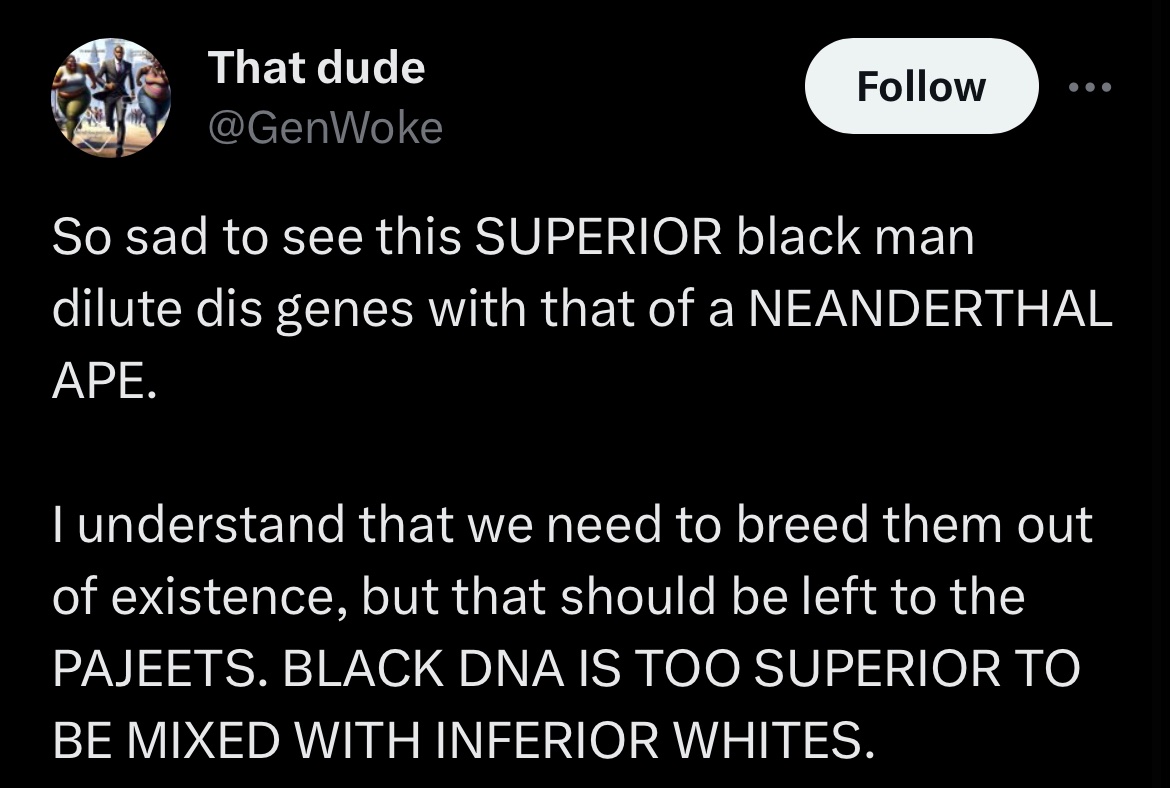 That dude
@GenWoke
Follow
So sad to see this SUPERIOR black man
dilute dis genes with that of a NEANDERTHAL
APE.
I understand that we need to breed them out
of existence, but that should be left to the
PAJEETS. BLACK DNA IS TOO SUPERIOR TO
BE MIXED WITH INFERIOR WHITES.